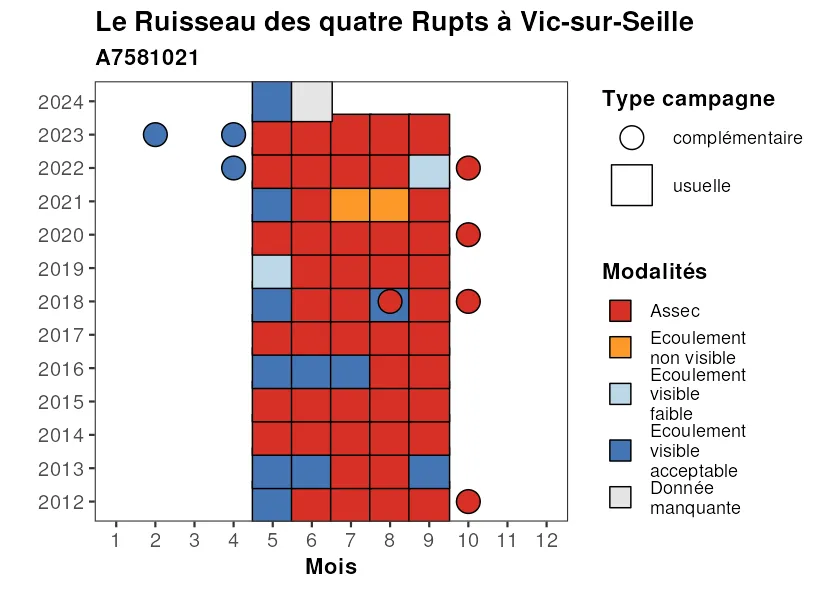 Le Ruisseau des quatre Rupts à Vic-sur-Seille
A7581021
2024
2023
2022
2021
2020
2019
2018
2017
2016
2015
2014
2013
2012
1 2 3 4 5 6 7 8 9 10 11 12
Mois
Type campagne
complémentaire
usuelle
Modalités
Assec
Ecoulement
non visible
Ecoulement
visible
faible
Ecoulement
visible
acceptable
Donnée
manquante